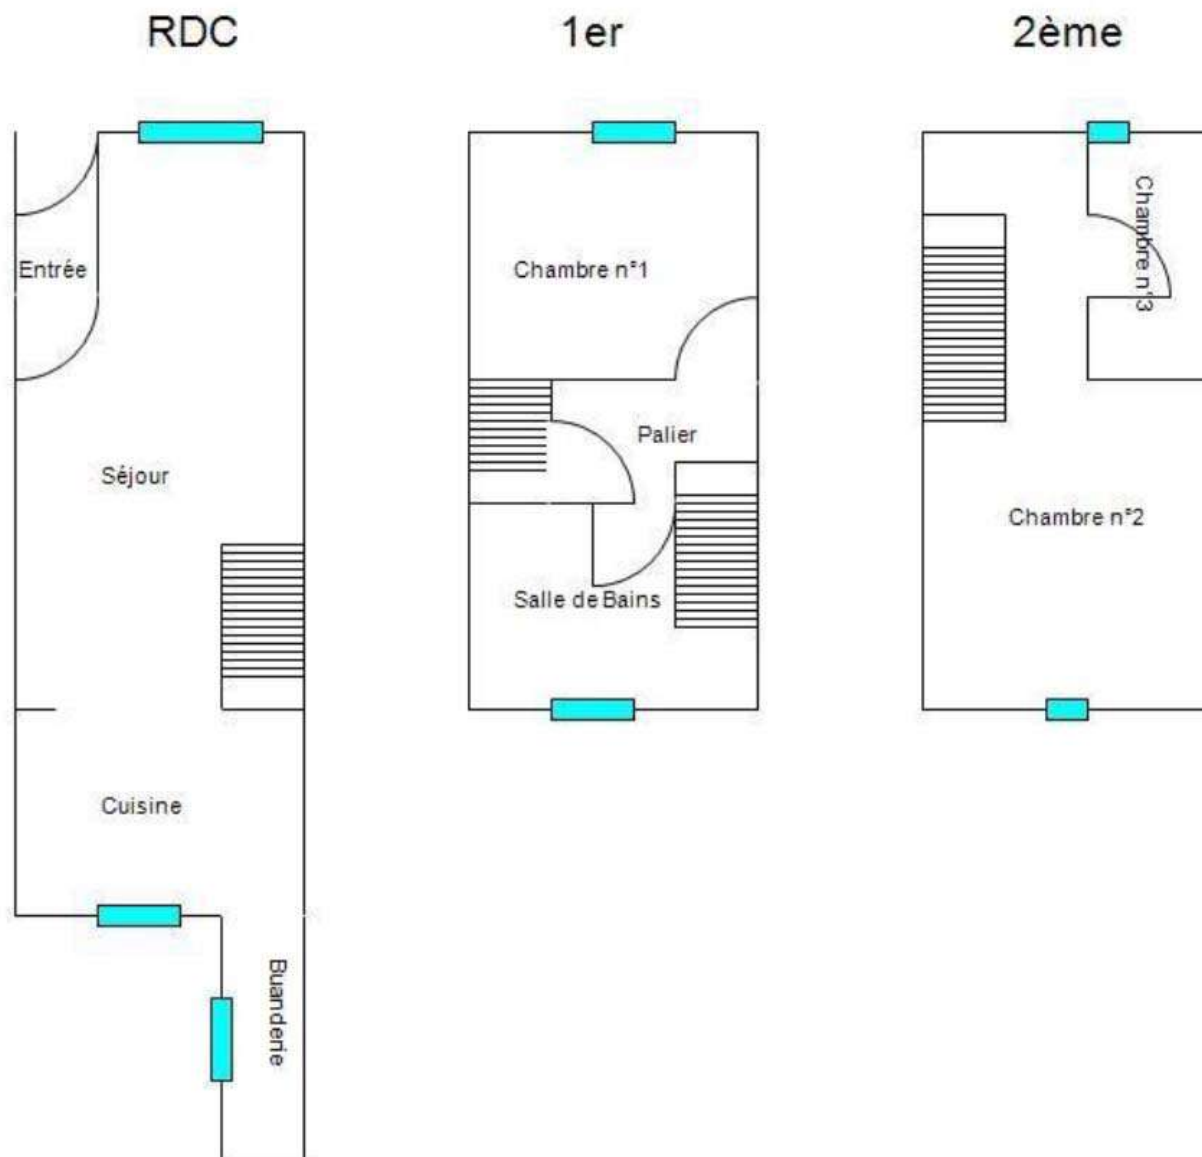 RDC
1er
2ème
Entrée
Séjour
Cuisine
Buanderie
Chambre n°1
Palier
Salle de Bains
Chambre n°3
Chambre n°2